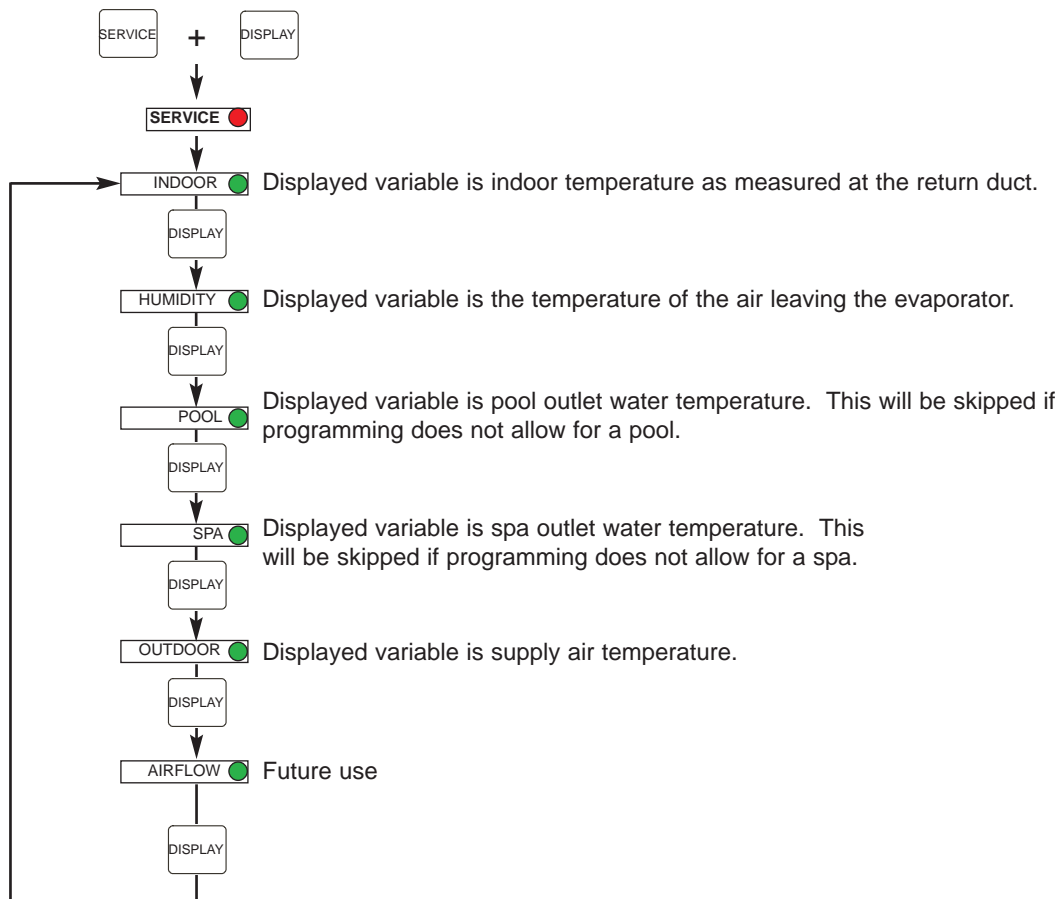 SERVICE + DISPLAY
SERVICE
INDOOR Displayed variable is indoor temperature as measured at the return duct.
DISPLAY
HUMIDITY Displayed variable is the temperature of the air leaving the evaporator.
DISPLAY
POOL Displayed variable is pool outlet water temperature. This will be skipped if
programming does not allow for a pool.
DISPLAY
SPA Displayed variable is spa outlet water temperature. This
will be skipped if programming does not allow for a spa.
DISPLAY
OUTDOOR Displayed variable is supply air temperature.
DISPLAY
AIRFLOW Future use
DISPLAY